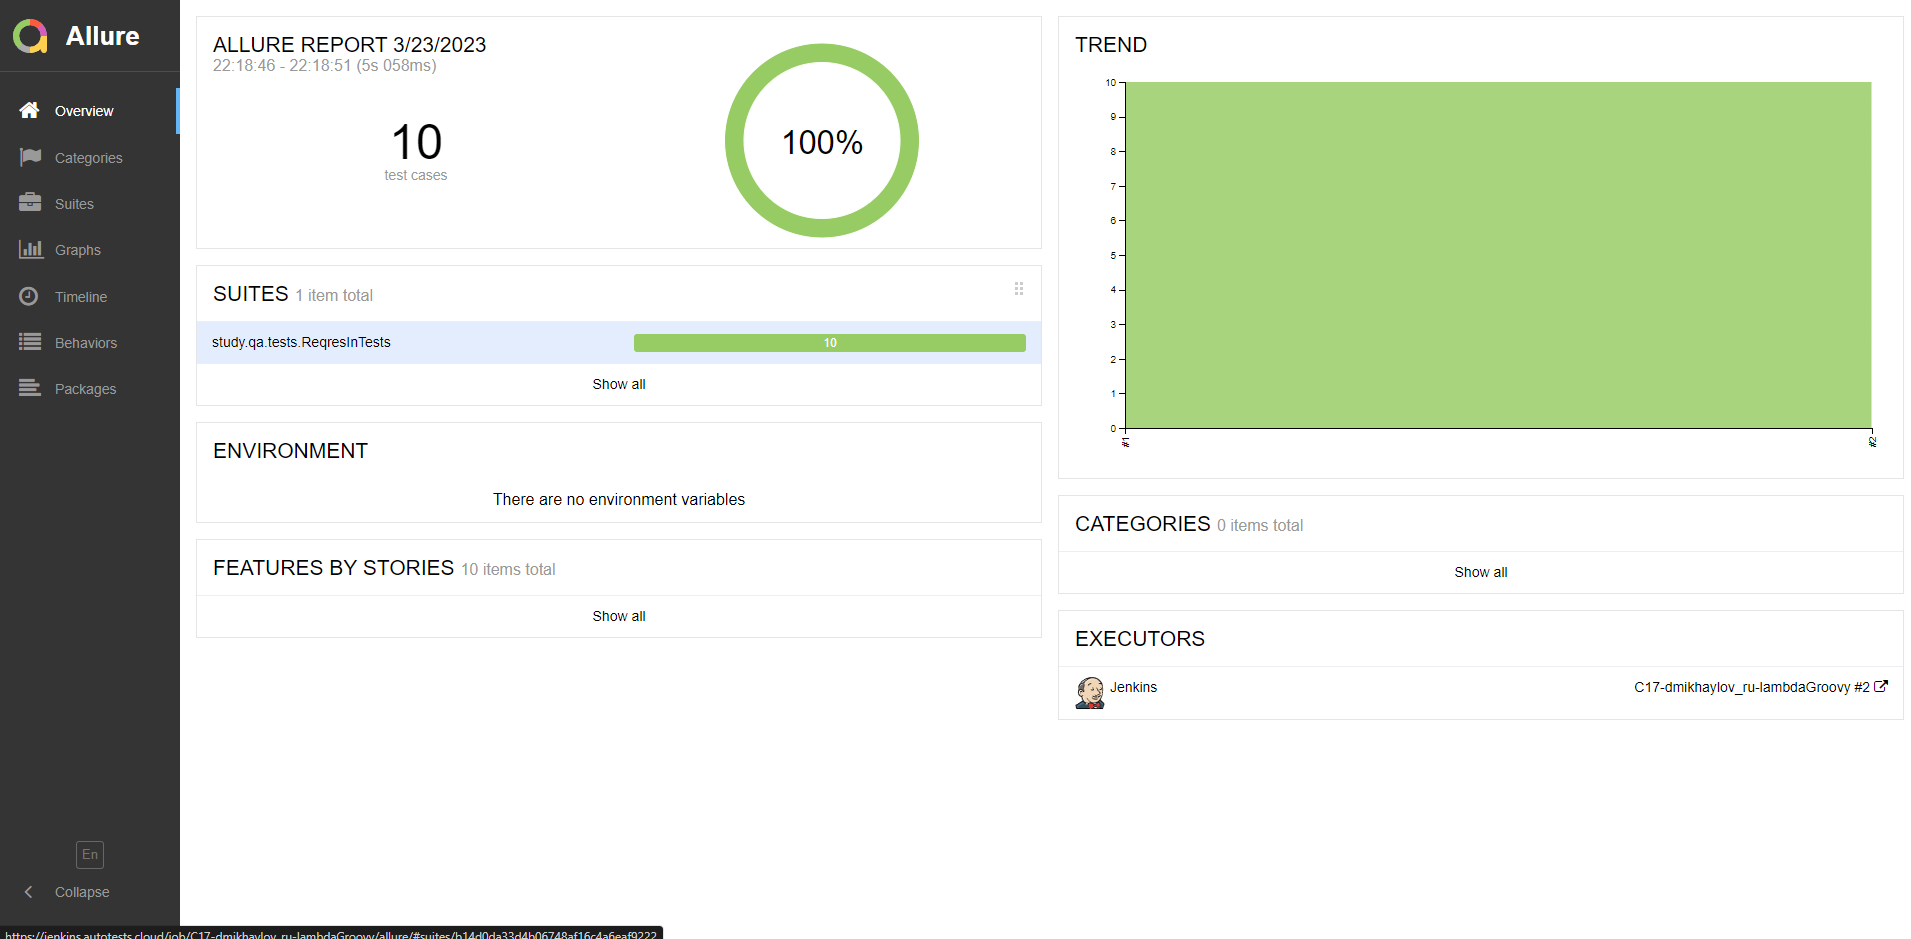 Allure
Overview
Categories
Suites
Graphs
Timeline
Behaviors
Packages
En
Collapse
ALLURE REPORT 3/23/2023
22:18:46 - 22:18:51 (5s 058ms)
10
test cases
100%
SUITES 1 item total
study.qa.tests.ReqresInTests 10
Show all
ENVIRONMENT
There are no environment variables
FEATURES BY STORIES 10 items total
Show all
TREND
10
9
8
7
6
5
4
3
2
1
0
#1
#2
CATEGORIES 0 items total
Show all
EXECUTORS
Jenkins C17-dmikhaylov_ru-lambdaGroovy #2
https://jenkins.autotests.cloud/job/C17-dmikhaylov_ru-lambdaGroovy/allure/#suites/b14d0da33d4b06748af16c4a6eaf9222